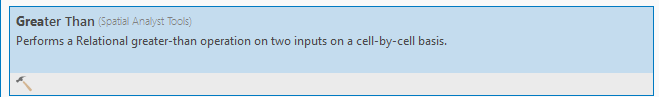 Greater Than (Spatial Analyst Tools)
Performs a Relational greater-than operation on two inputs on a cell-by-cell basis.